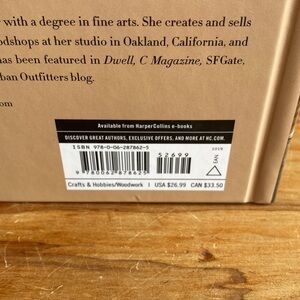 with a degree in fine arts. She creates and sells
odshops at her studio in Oakland, California, and
has been featured in Dwell, C Magazine, SFGate,
ban Outfitters blog.
om
Available from HarperCollins e-books
DISCOVER GREAT AUTHORS, EXCLUSIVE OFFERS, AND MORE AT HC.COM.
ISBN 978-0-06-287862-5
52699
9 780062 878625
EAN
Crafts & Hobbies/Woodwork | USA $26.99 CAN $33.50